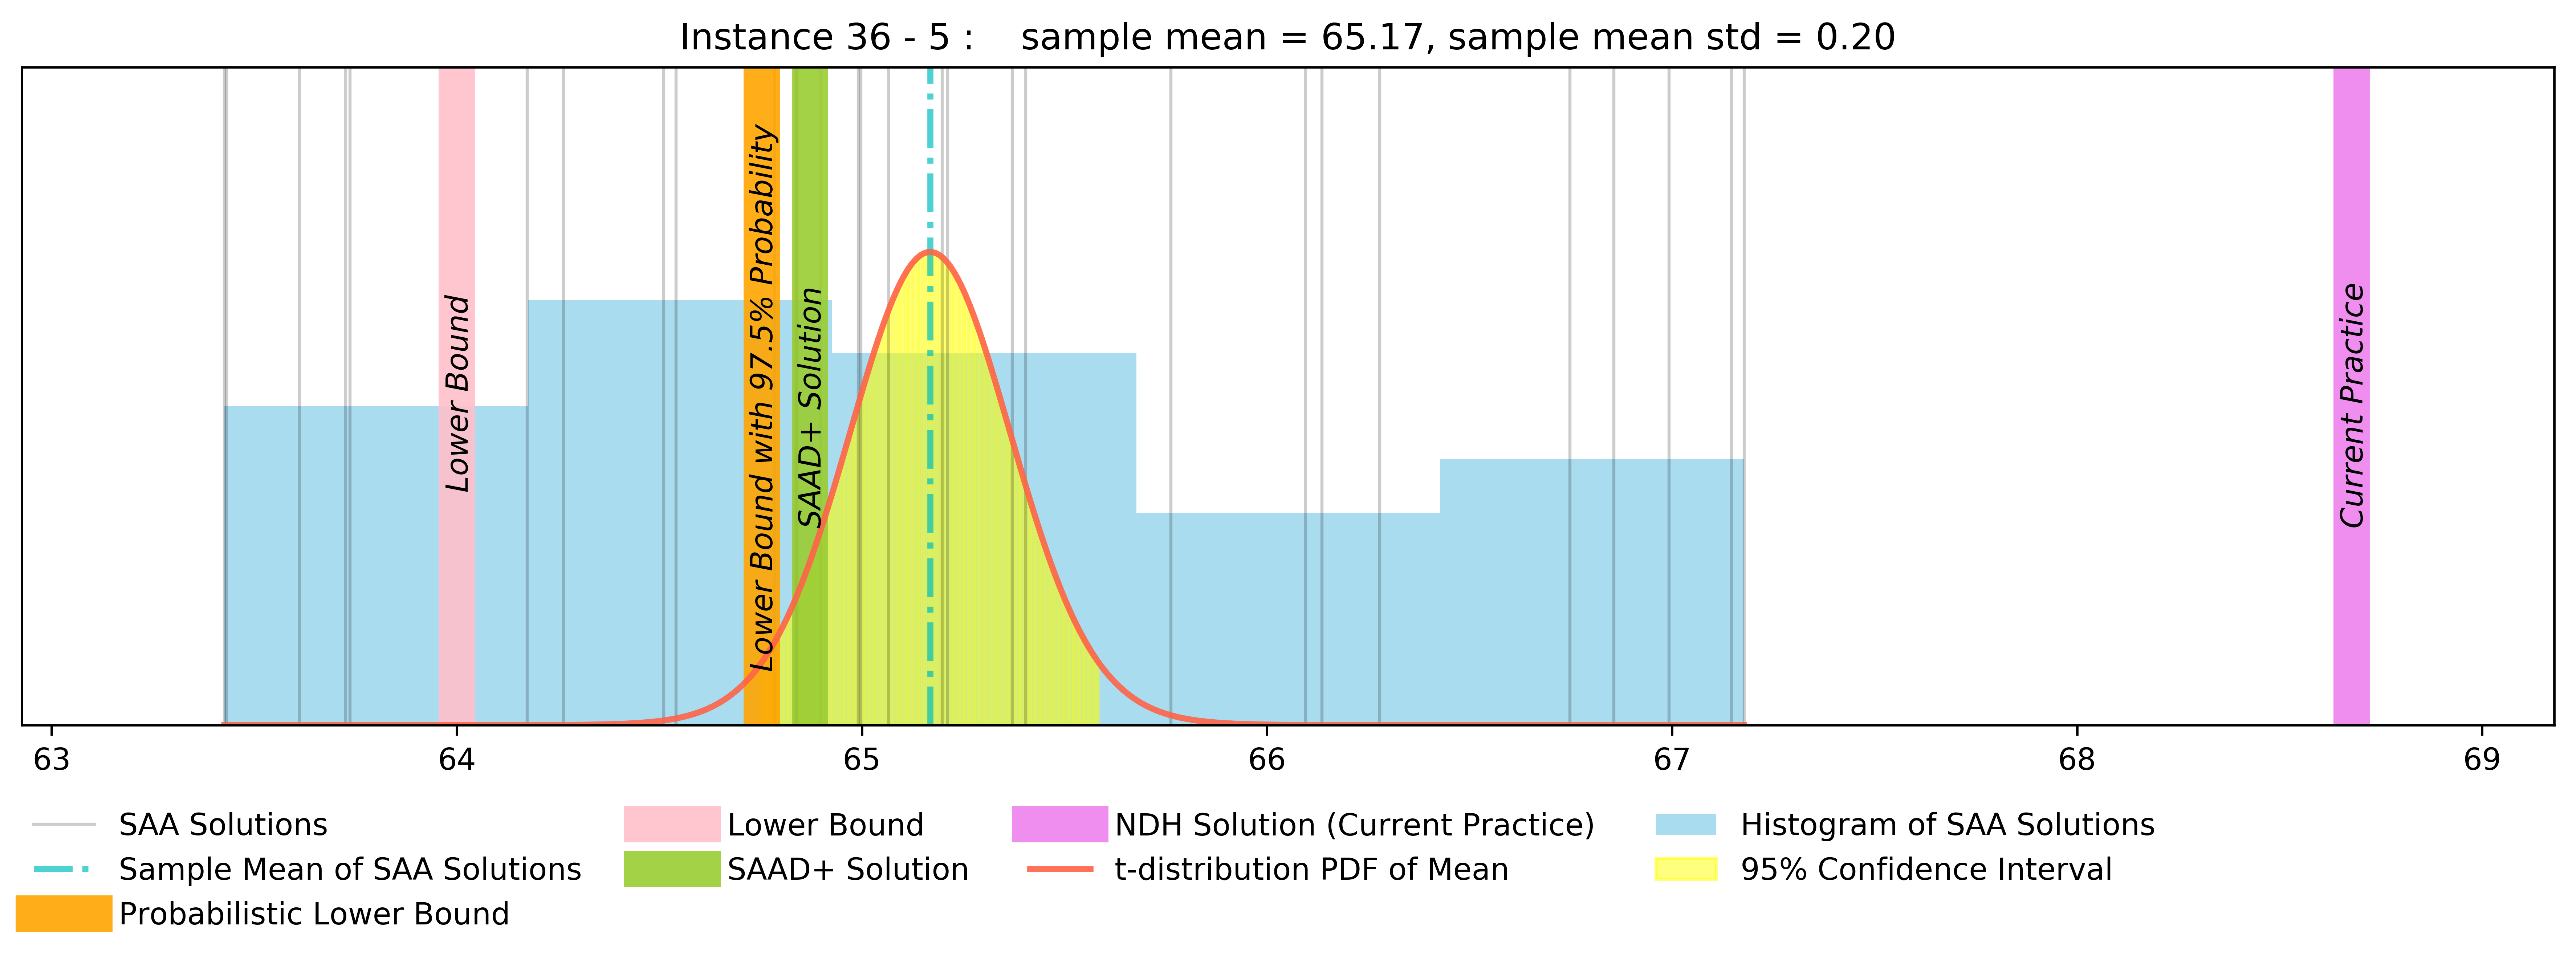 Instance 36 - 5 :    sample mean = 65.17, sample mean std = 0.20
Lower Bound
Lower Bound with 97.5% Probability
SAAD+ Solution
Current Practice
63 64 65 66 67 68 69
SAA Solutions
Sample Mean of SAA Solutions
Probabilistic Lower Bound
Lower Bound
SAAD+ Solution
NDH Solution (Current Practice)
t-distribution PDF of Mean
Histogram of SAA Solutions
95% Confidence Interval